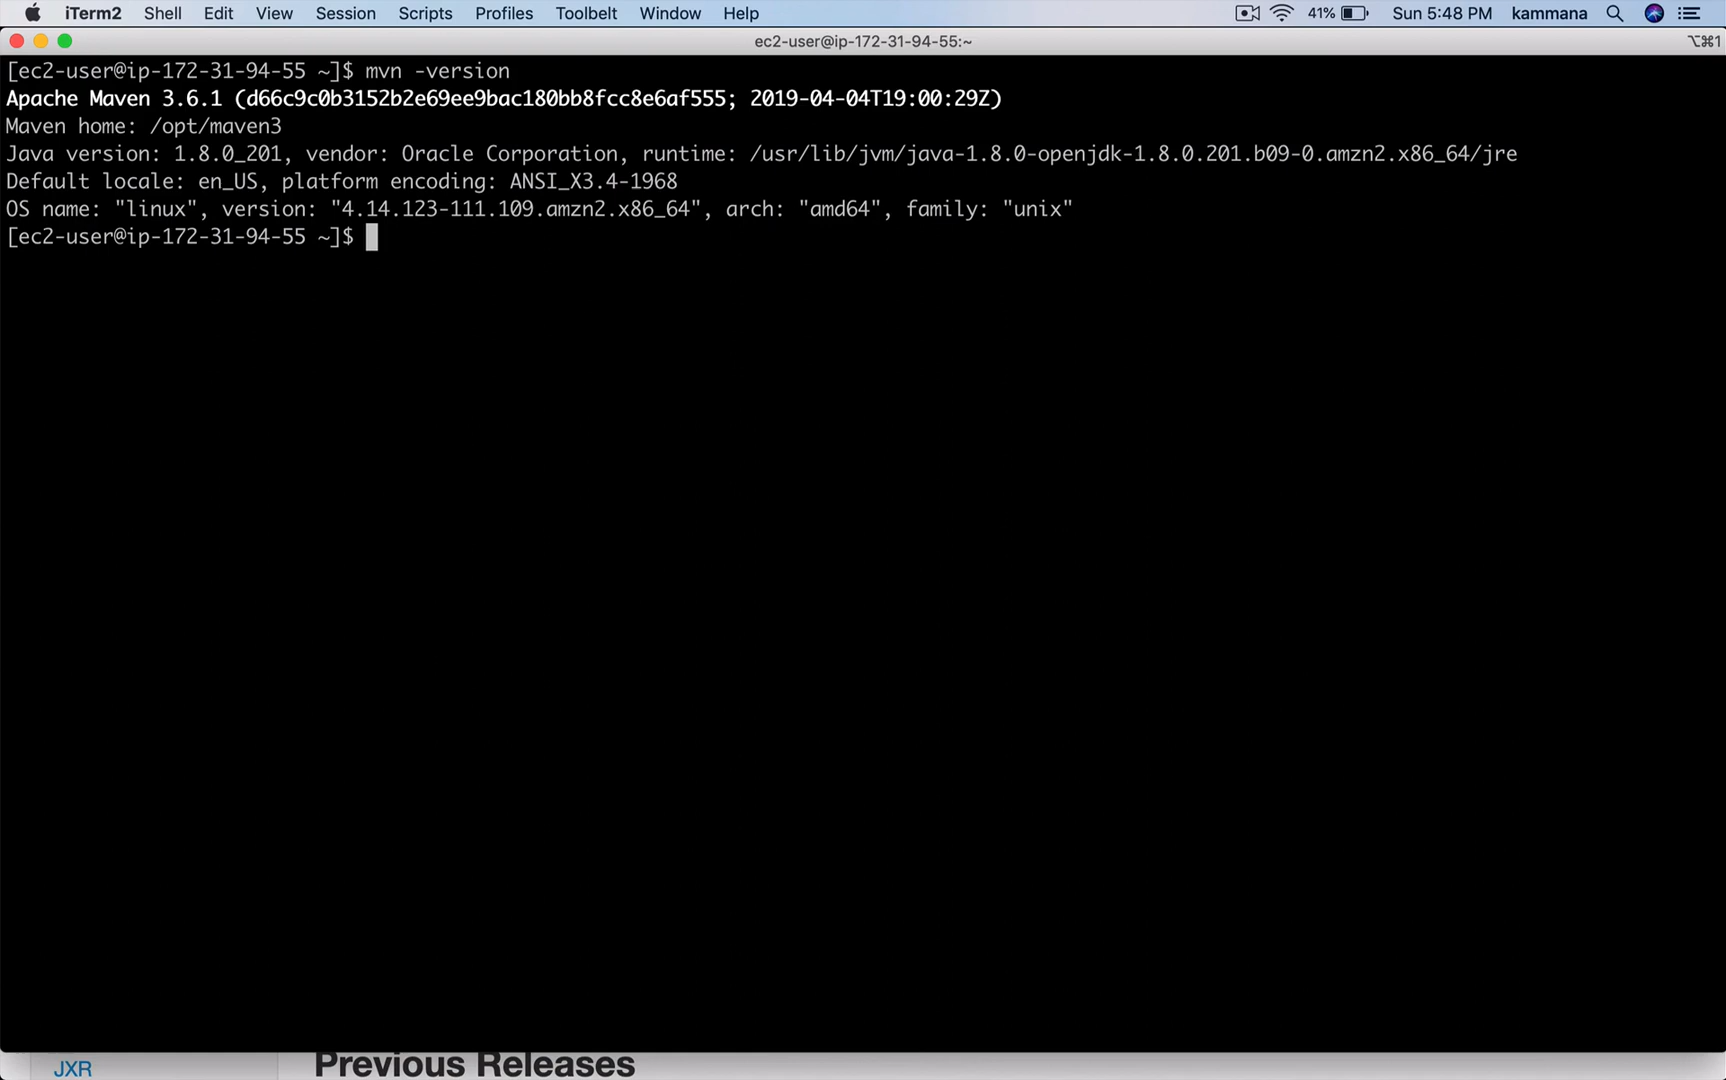 iTerm2 Shell Edit View Session Scripts Profiles Toolbelt Window Help 41% Sun 5:48 PM kammana
ec2-user@ip-172-31-94-55:~ ⌥⌘1
[ec2-user@ip-172-31-94-55 ~]$ mvn -version
Apache Maven 3.6.1 (d66c9c0b3152b2e69ee9bac180bb8fcc8e6af555; 2019-04-04T19:00:29Z)
Maven home: /opt/maven3
Java version: 1.8.0_201, vendor: Oracle Corporation, runtime: /usr/lib/jvm/java-1.8.0-openjdk-1.8.0.201.b09-0.amzn2.x86_64/jre
Default locale: en_US, platform encoding: ANSI_X3.4-1968
OS name: "linux", version: "4.14.123-111.109.amzn2.x86_64", arch: "amd64", family: "unix"
[ec2-user@ip-172-31-94-55 ~]$
JXR Previous Releases